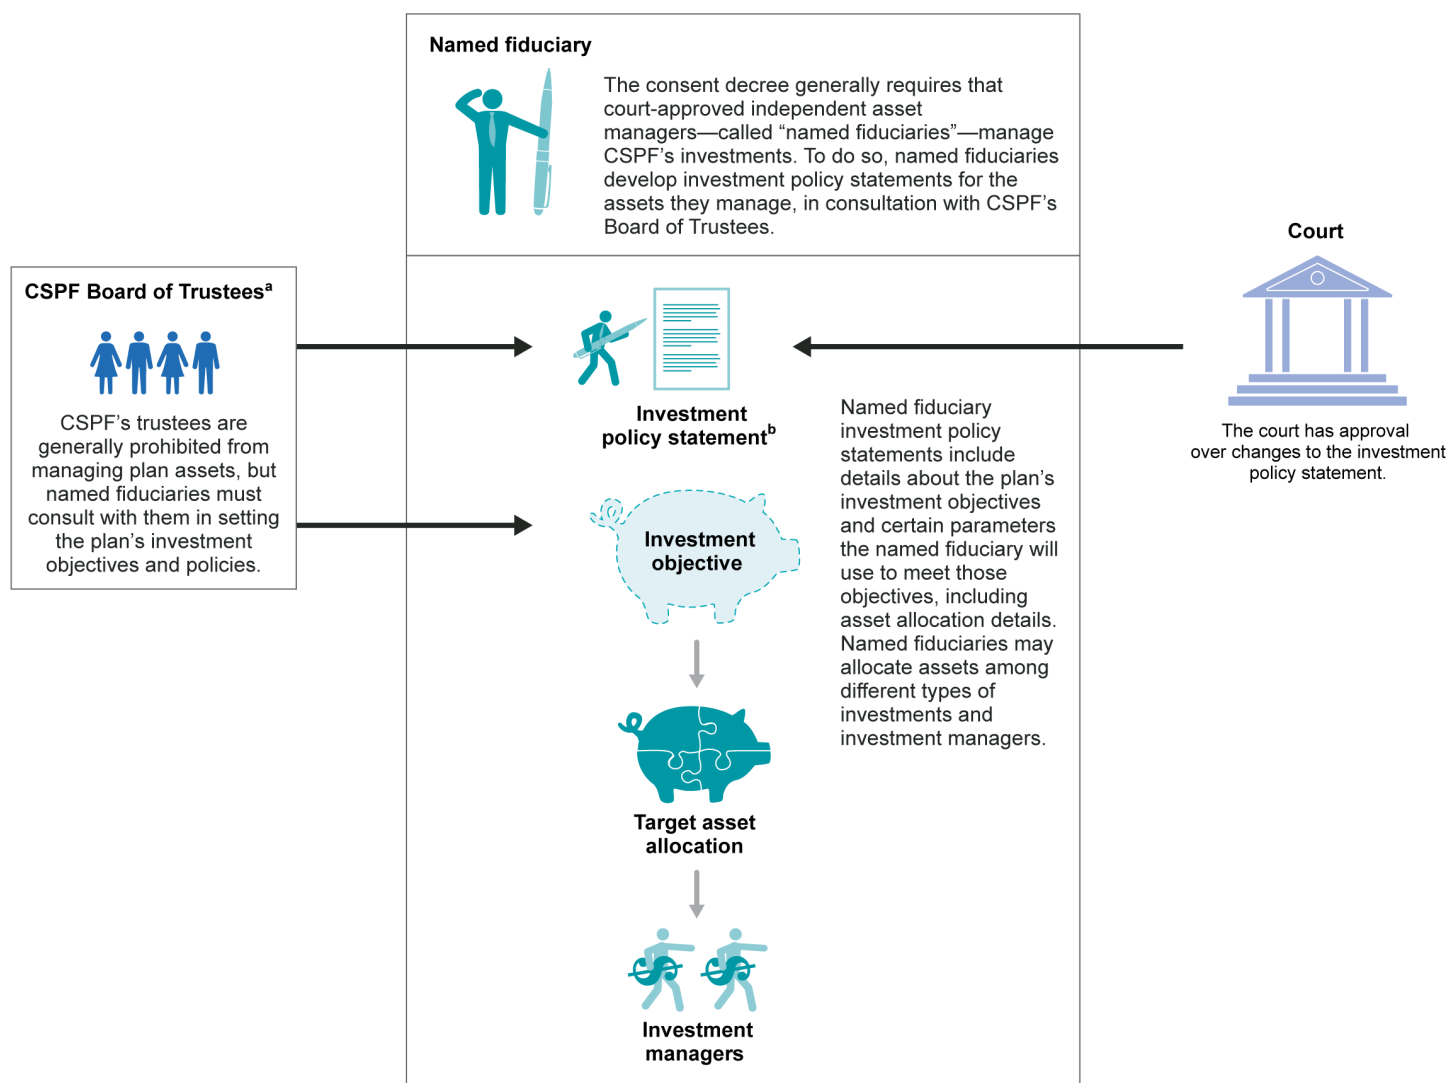 Named fiduciary
The consent decree generally requires that
court-approved independent asset
managers—called “named fiduciaries”—manage
CSPF’s investments. To do so, named fiduciaries
develop investment policy statements for the
assets they manage, in consultation with CSPF’s
Board of Trustees.
CSPF Board of Trusteesᵃ
CSPF’s trustees are
generally prohibited from
managing plan assets, but
named fiduciaries must
consult with them in setting
the plan’s investment
objectives and policies.
Investment
policy statementᵇ
Investment
objective
Target asset
allocation
Investment
managers
Named fiduciary
investment policy
statements include
details about the plan’s
investment objectives
and certain parameters
the named fiduciary will
use to meet those
objectives, including
asset allocation details.
Named fiduciaries may
allocate assets among
different types of
investments and
investment managers.
Court
The court has approval
over changes to the investment
policy statement.